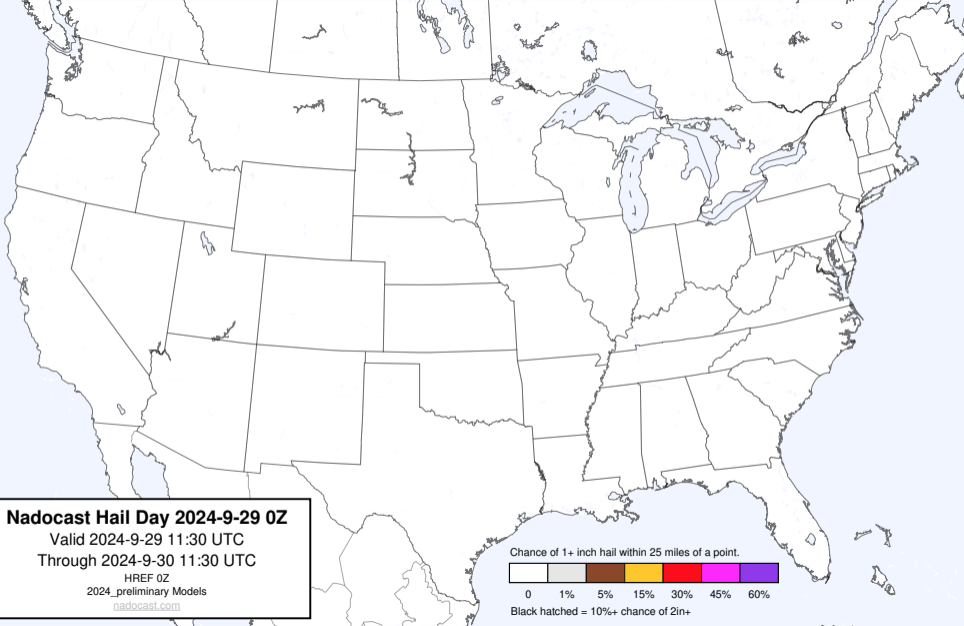 Nadocast Hail Day 2024-9-29 0Z
Valid 2024-9-29 11:30 UTC
Through 2024-9-30 11:30 UTC
HREF 0Z
2024_preliminary Models
nadocast.com
Chance of 1+ inch hail within 25 miles of a point.
0 1% 5% 15% 30% 45% 60%
Black hatched = 10%+ chance of 2in+